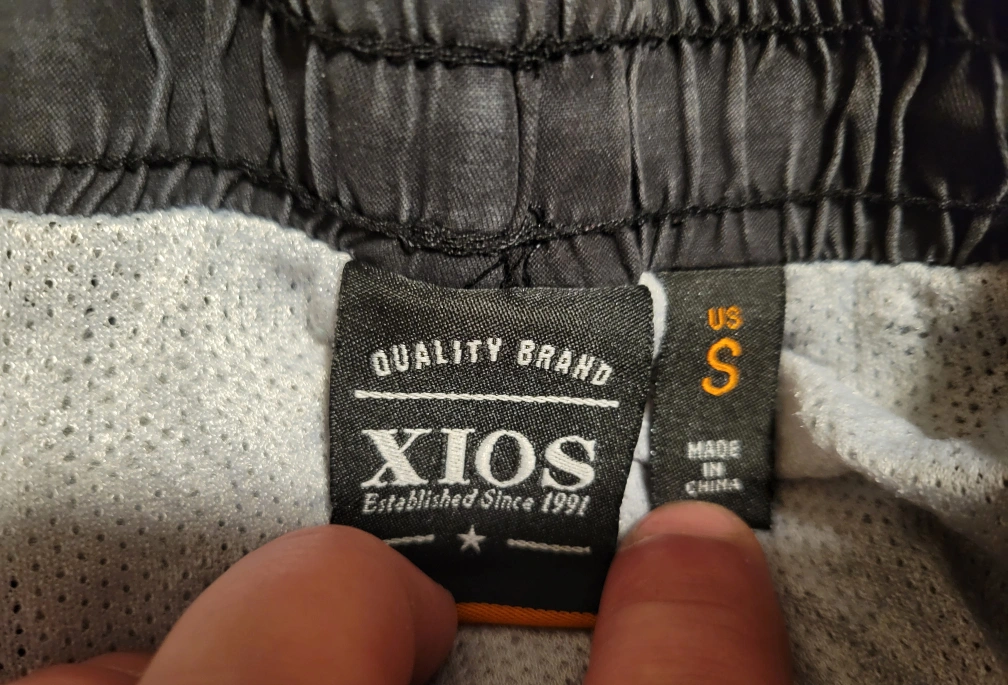 QUALITY BRAND
XIOS
Established Since 1991
US
S
MADE
IN
CHINA